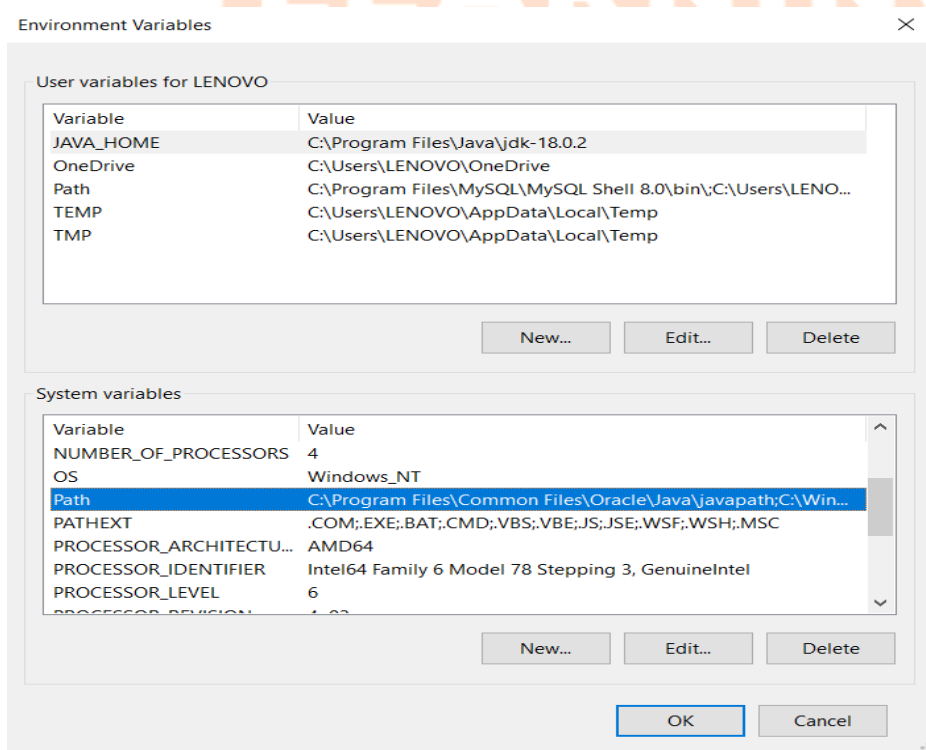 Environment Variables
User variables for LENOVO
Variable Value
JAVA_HOME C:\Program Files\Java\jdk-18.0.2
OneDrive C:\Users\LENOVO\OneDrive
Path C:\Program Files\MySQL\MySQL Shell 8.0\bin\;C:\Users\LENO...
TEMP C:\Users\LENOVO\AppData\Local\Temp
TMP C:\Users\LENOVO\AppData\Local\Temp
New... Edit... Delete
System variables
Variable Value
NUMBER_OF_PROCESSORS 4
OS Windows_NT
Path C:\Program Files\Common Files\Oracle\Java\javapath;C:\Win...
PATHEXT .COM;.EXE;.BAT;.CMD;.VBS;.VBE;.JS;.JSE;.WSF;.WSH;.MSC
PROCESSOR_ARCHITECTU... AMD64
PROCESSOR_IDENTIFIER Intel64 Family 6 Model 78 Stepping 3, GenuineIntel
PROCESSOR_LEVEL 6
New... Edit... Delete
OK Cancel